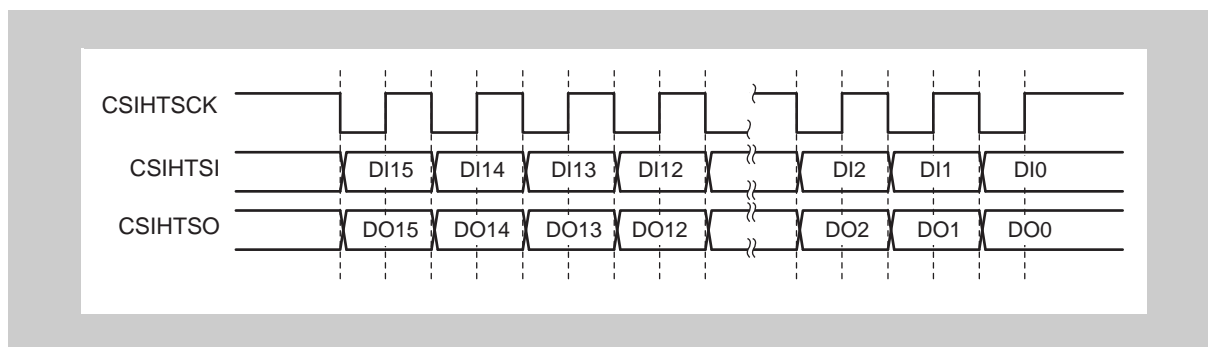 CSIHTSCK
CSIHTSI DI15 DI14 DI13 DI12 DI2 DI1 DI0
CSIHTSO DO15 DO14 DO13 DO12 DO2 DO1 DO0